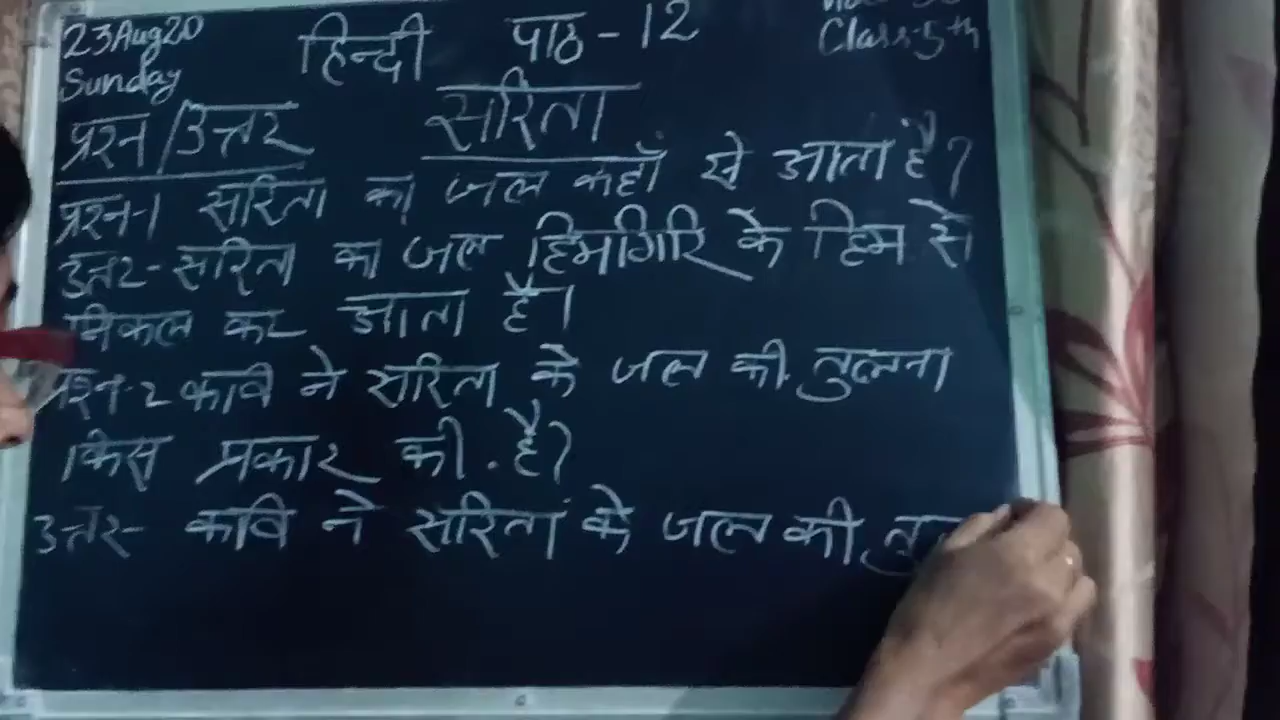 23Aug20 हिन्दी पाठ-12
Sunday Class-5th
प्रश्न/उत्तर सरिता
प्रश्न-1 सरिता का जल कहाँ से आता है?
उत्तर-सरिता का जल हिमगिरि के हिम से
निकल कर आता है।
प्रश्न-2 कवि ने सरिता के जल की तुलना
किस प्रकार की है?
उत्तर- कवि ने सरिता के जल की